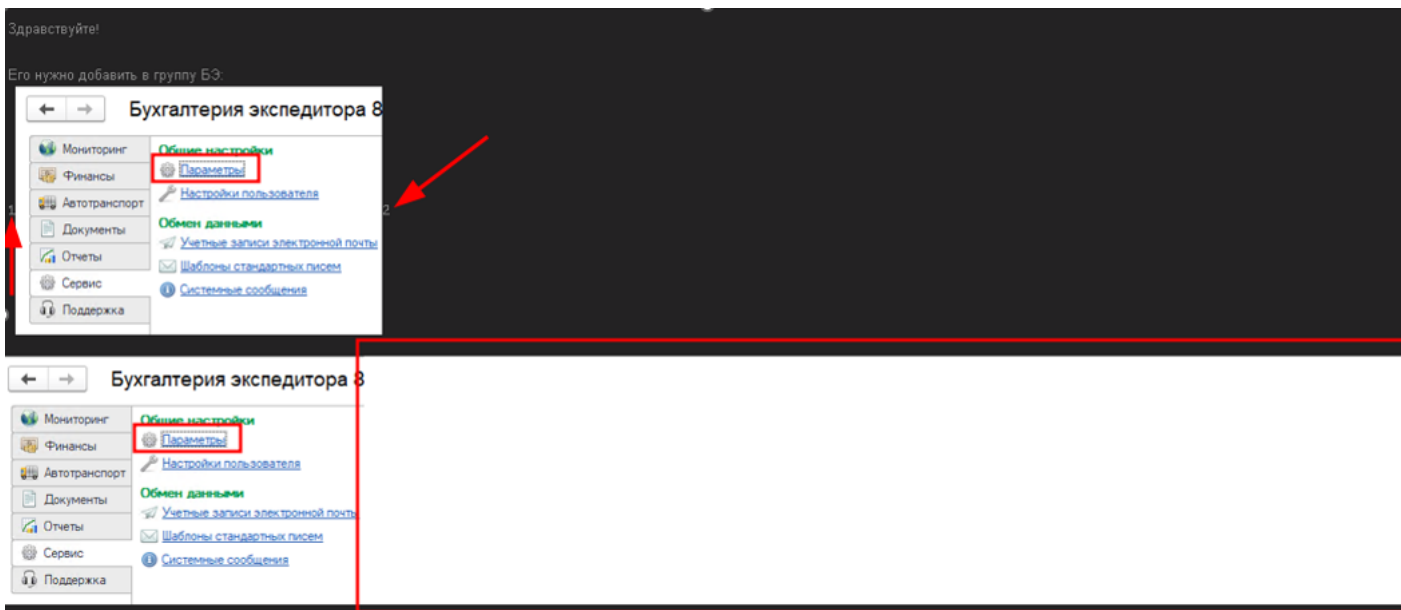 Здравствуйте!
Его нужно добавить в группу БЭ:
Бухгалтерия экспедитора 8
Мониторинг
Финансы
Автотранспорт
Документы
Отчеты
Сервис
Поддержка
Общие настройки
Параметры
Настройки пользователя
Обмен данными
Учетные записи электронной почты
Шаблоны стандартных писем
Системные сообщения
1
2
Бухгалтерия экспедитора 8
Мониторинг
Финансы
Автотранспорт
Документы
Отчеты
Сервис
Поддержка
Общие настройки
Параметры
Настройки пользователя
Обмен данными
Учетные записи электронной почты
Шаблоны стандартных писем
Системные сообщения